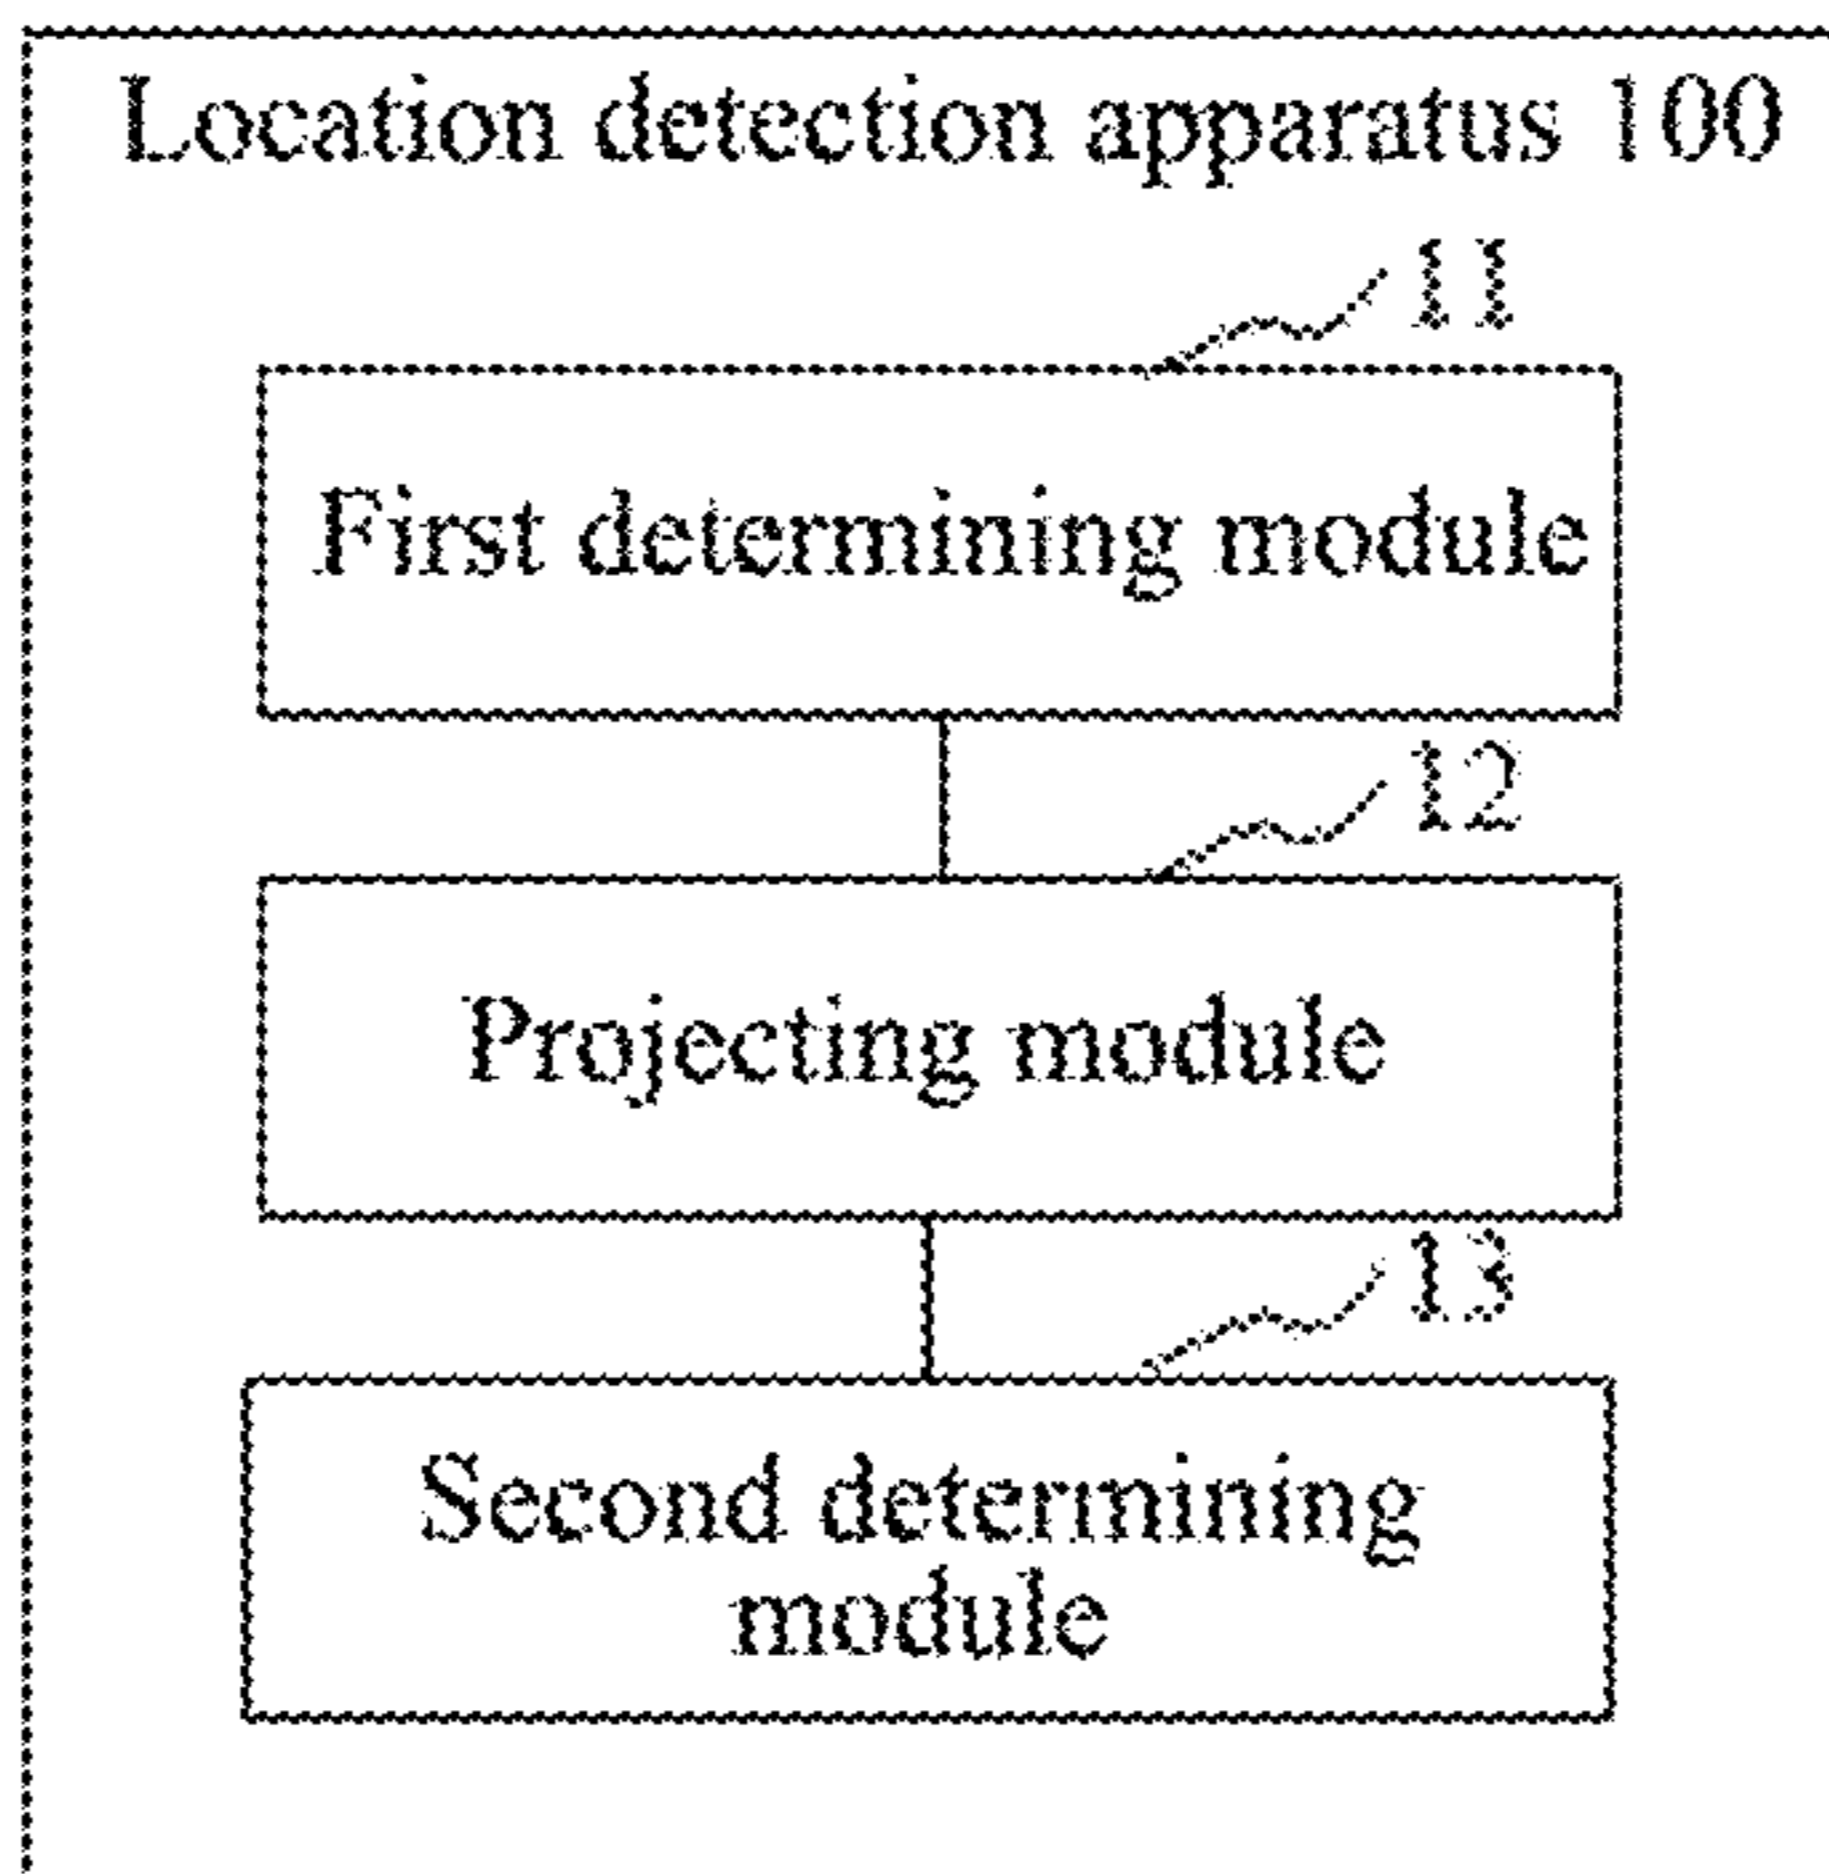 Location detection apparatus 100
11
First determining module
12
Projecting module
13
Second determining
module